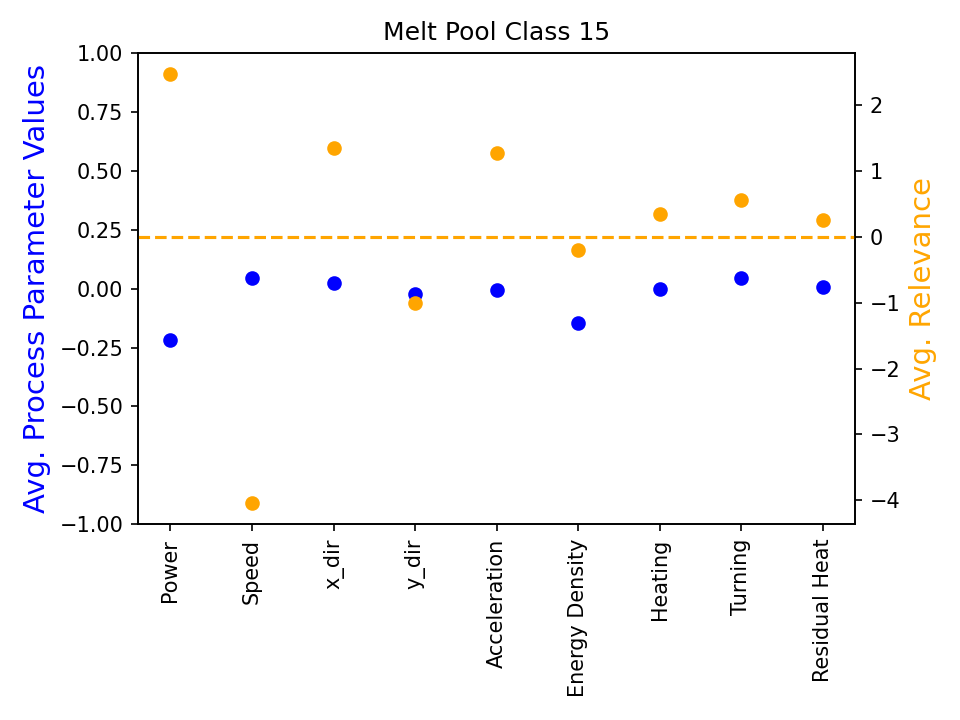 Melt Pool Class 15
Avg. Process Parameter Values
1.00
0.75
0.50
0.25
0.00
−0.25
−0.50
−0.75
−1.00
Power
Speed
x_dir
y_dir
Acceleration
Energy Density
Heating
Turning
Residual Heat
2
1
0
−1
−2
−3
−4
Avg. Relevance